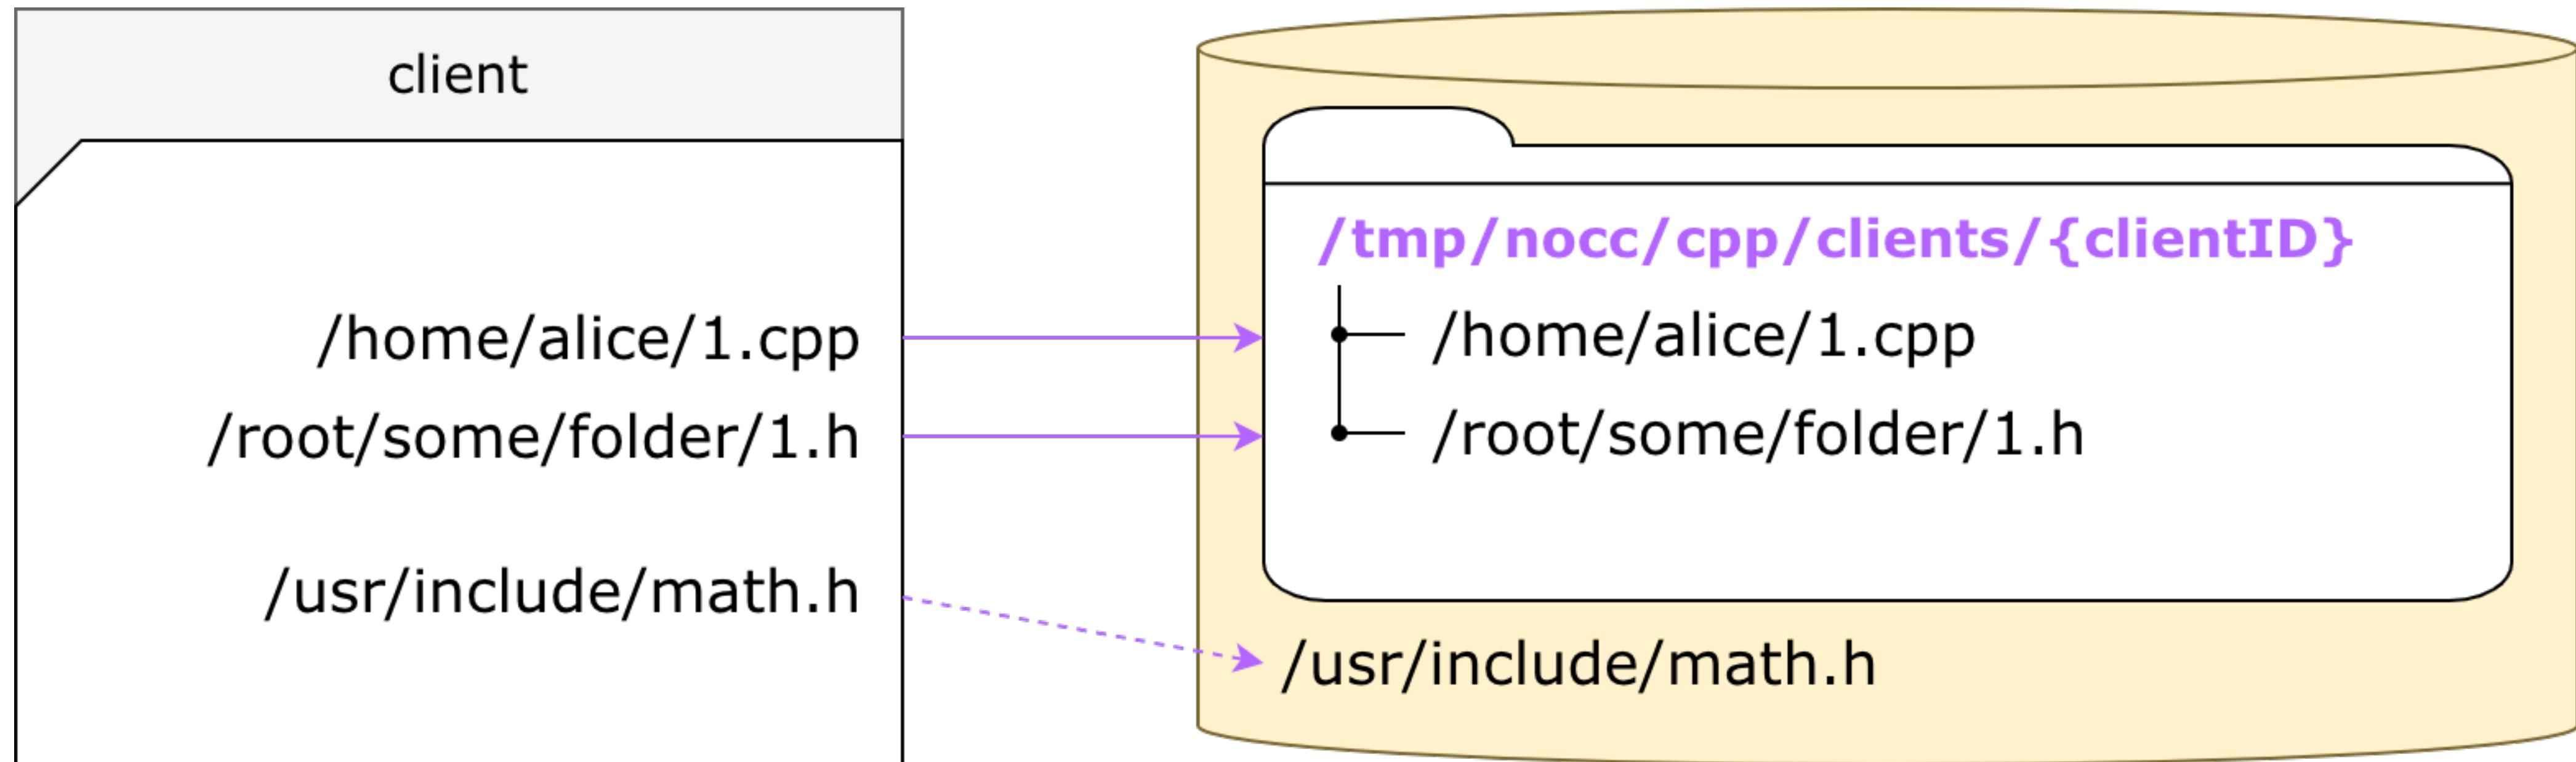 client
/home/alice/1.cpp
/root/some/folder/1.h
/usr/include/math.h
/tmp/nocc/cpp/clients/{clientID}
/home/alice/1.cpp
/root/some/folder/1.h
/usr/include/math.h